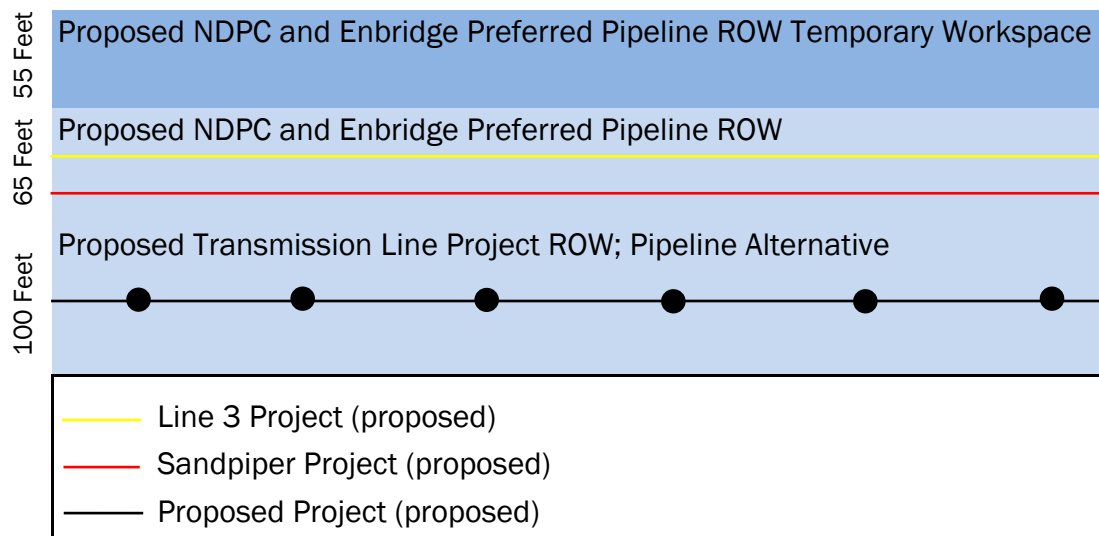 55 Feet
Proposed NDPC and Enbridge Preferred Pipeline ROW Temporary Workspace
65 Feet
Proposed NDPC and Enbridge Preferred Pipeline ROW
100 Feet
Proposed Transmission Line Project ROW; Pipeline Alternative
Line 3 Project (proposed)
Sandpiper Project (proposed)
Proposed Project (proposed)